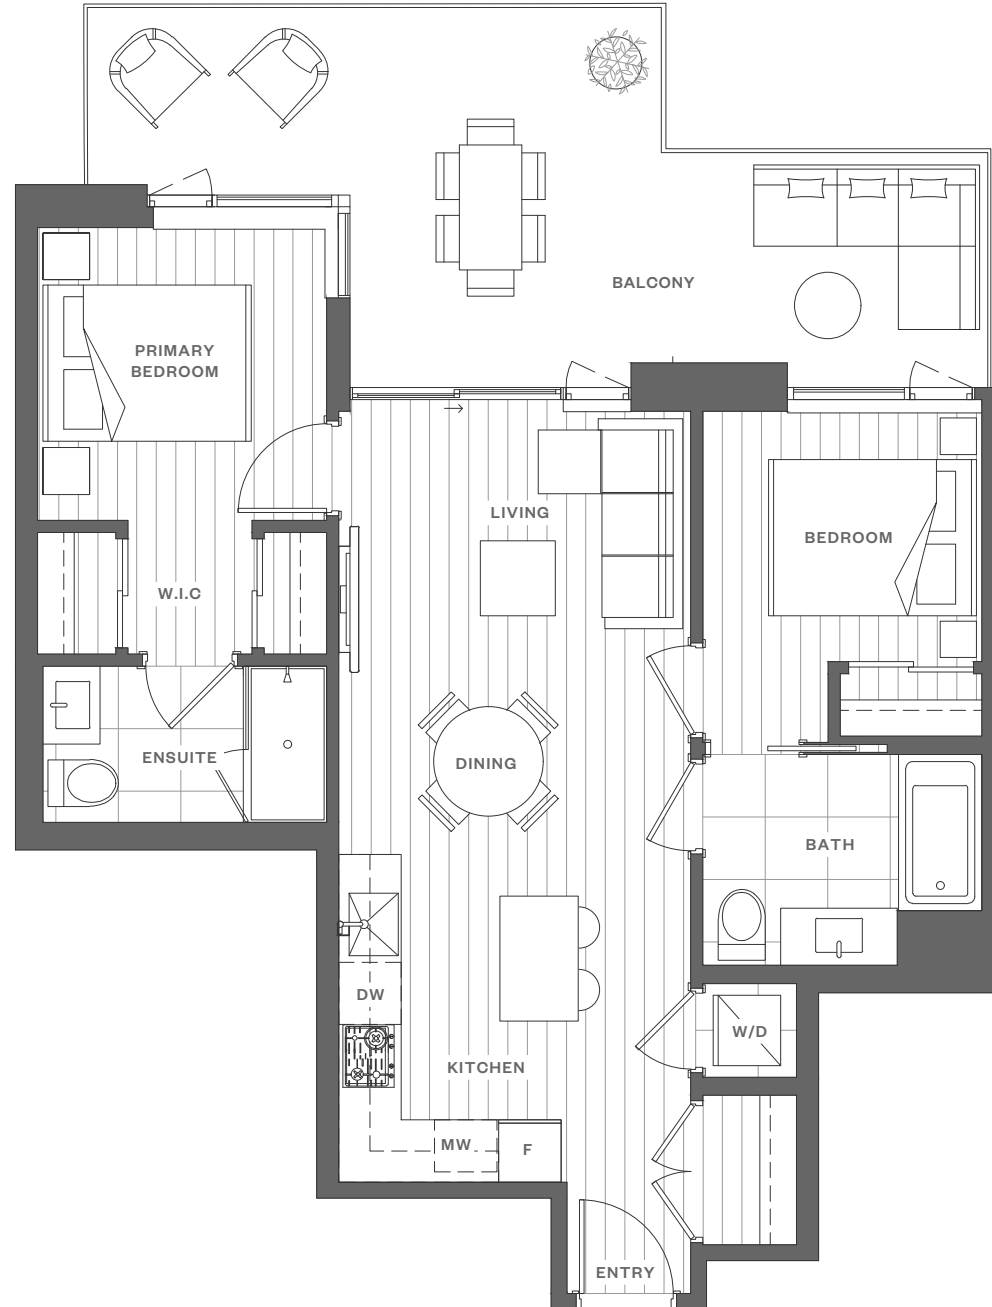 BALCONY
PRIMARY
BEDROOM
LIVING
BEDROOM
W.I.C
ENSUITE
DINING
BATH
DW
W/D
KITCHEN
MW
F
ENTRY